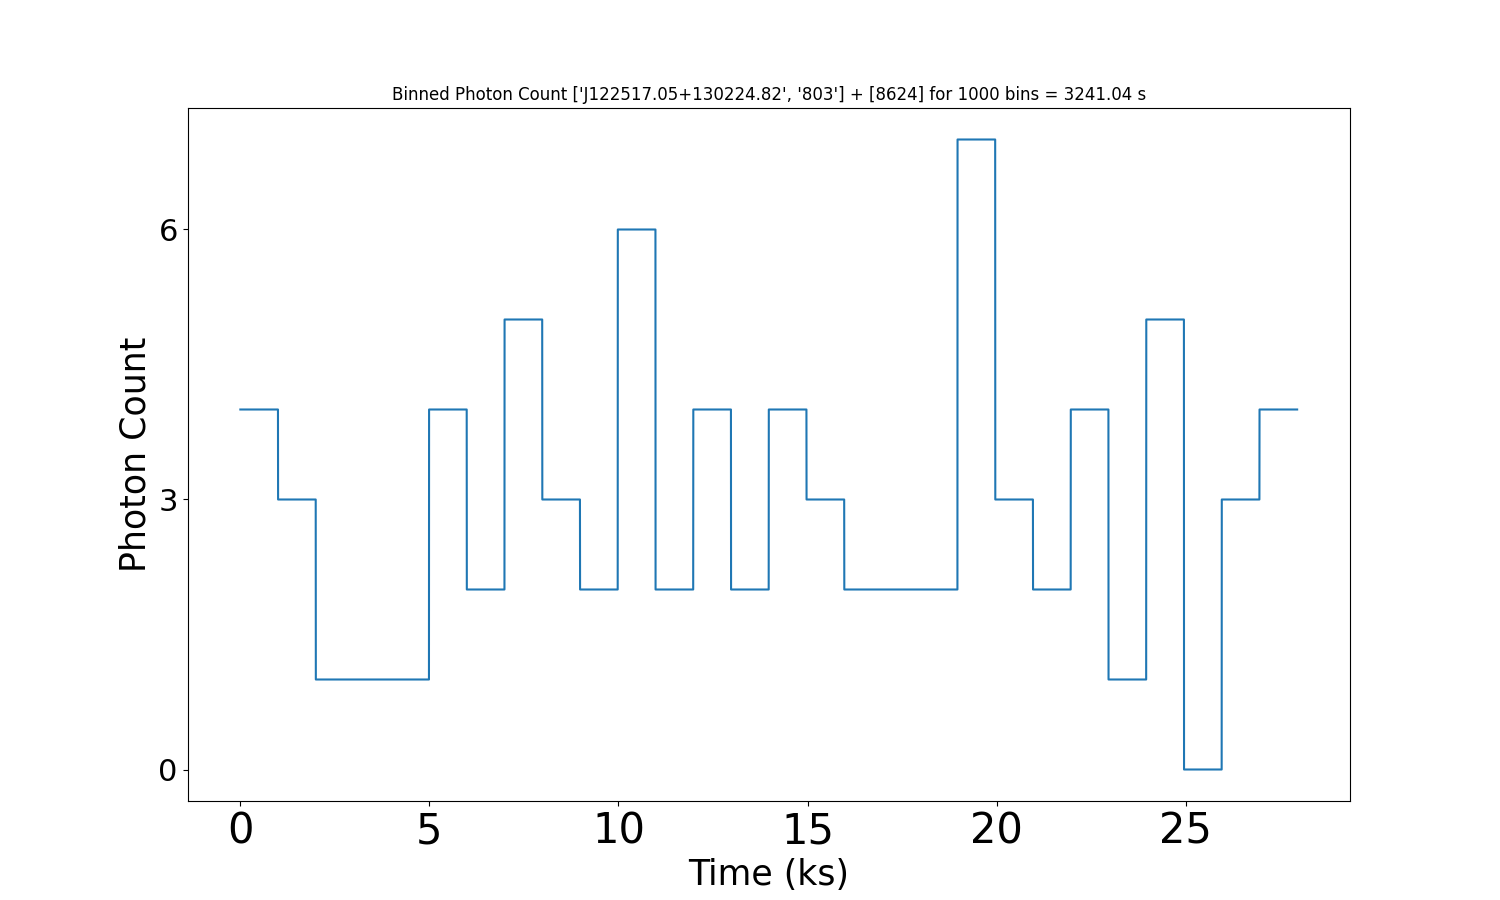 Binned Photon Count ['J122517.05+130224.82', '803'] + [8624] for 1000 bins = 3241.04 s
6
3
0
Photon Count
0 5 10 15 20 25
Time (ks)